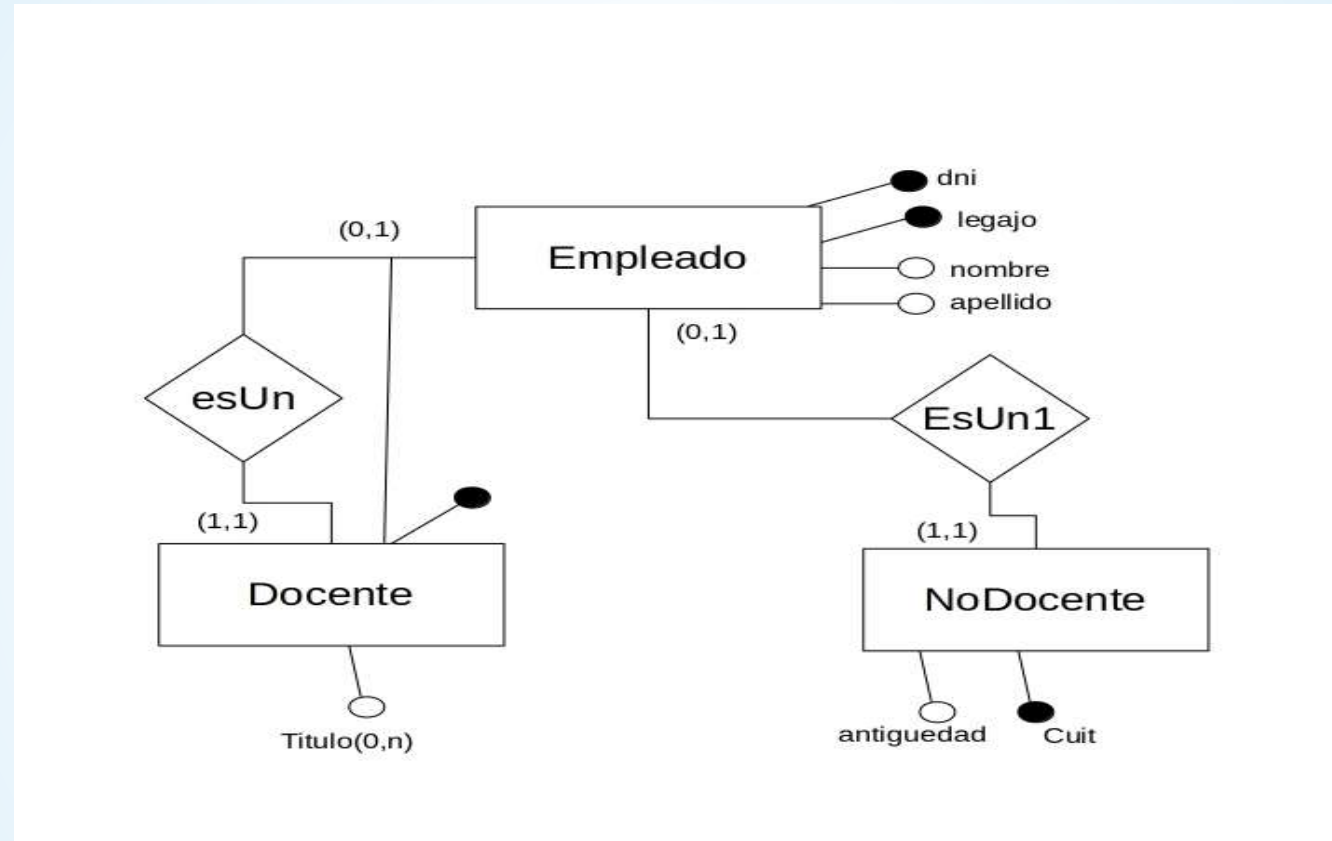 dni
legajo
(0,1)
Empleado
nombre
apellido
(0,1)
esUn
EsUn1
(1,1)
(1,1)
Docente
NoDocente
Titulo(0,n)
antiguedad
Cuit